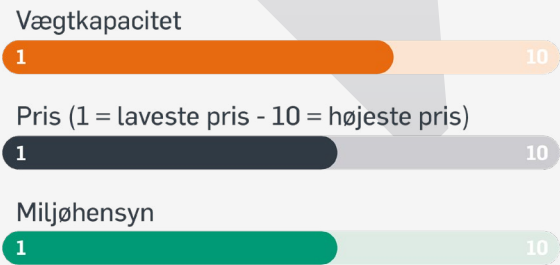 Vægtkapacitet
1 10
Pris (1 = laveste pris - 10 = højeste pris)
1 10
Miljøhensyn
1 10